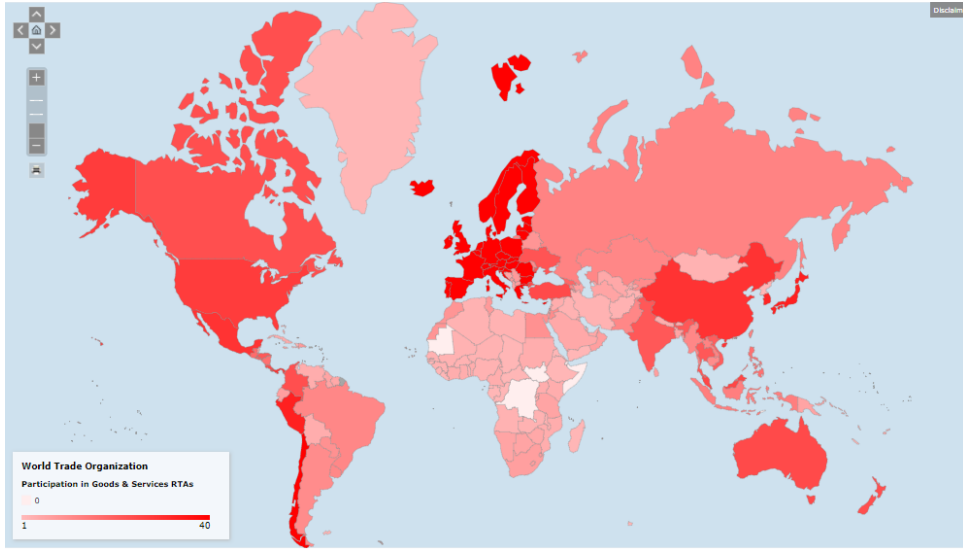 Disclaim
World Trade Organization
Participation in Goods & Services RTAs
0
1 40